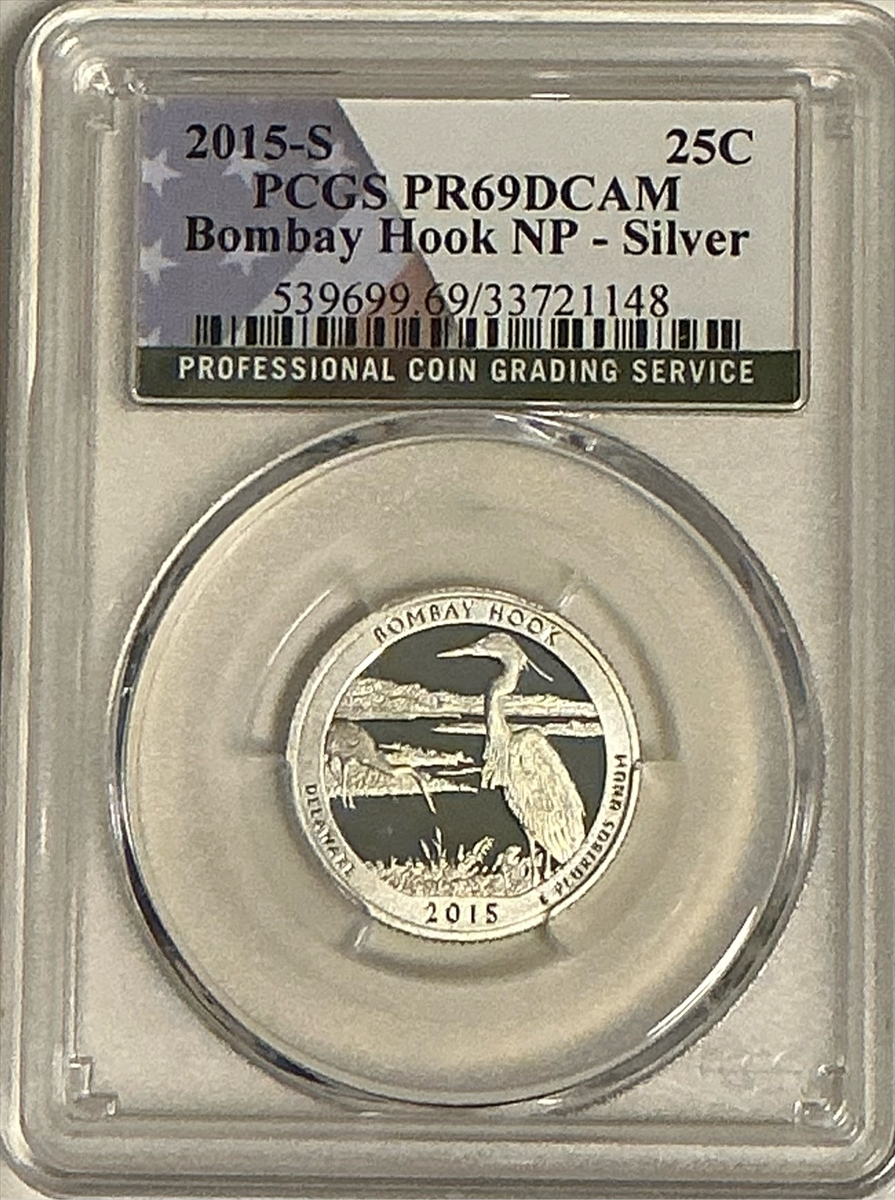 2015-S 25C
PCGS PR69DCAM
Bombay Hook NP - Silver
539699.69/33721148
PROFESSIONAL COIN GRADING SERVICE
BOMBAY HOOK
DELAWARE
E PLURIBUS UNUM
2015